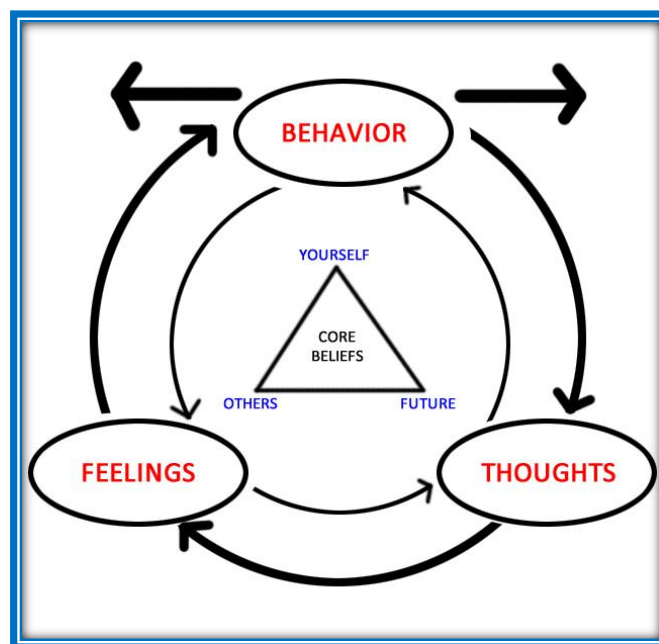 BEHAVIOR
YOURSELF
CORE
BELIEFS
OTHERS
FUTURE
FEELINGS
THOUGHTS